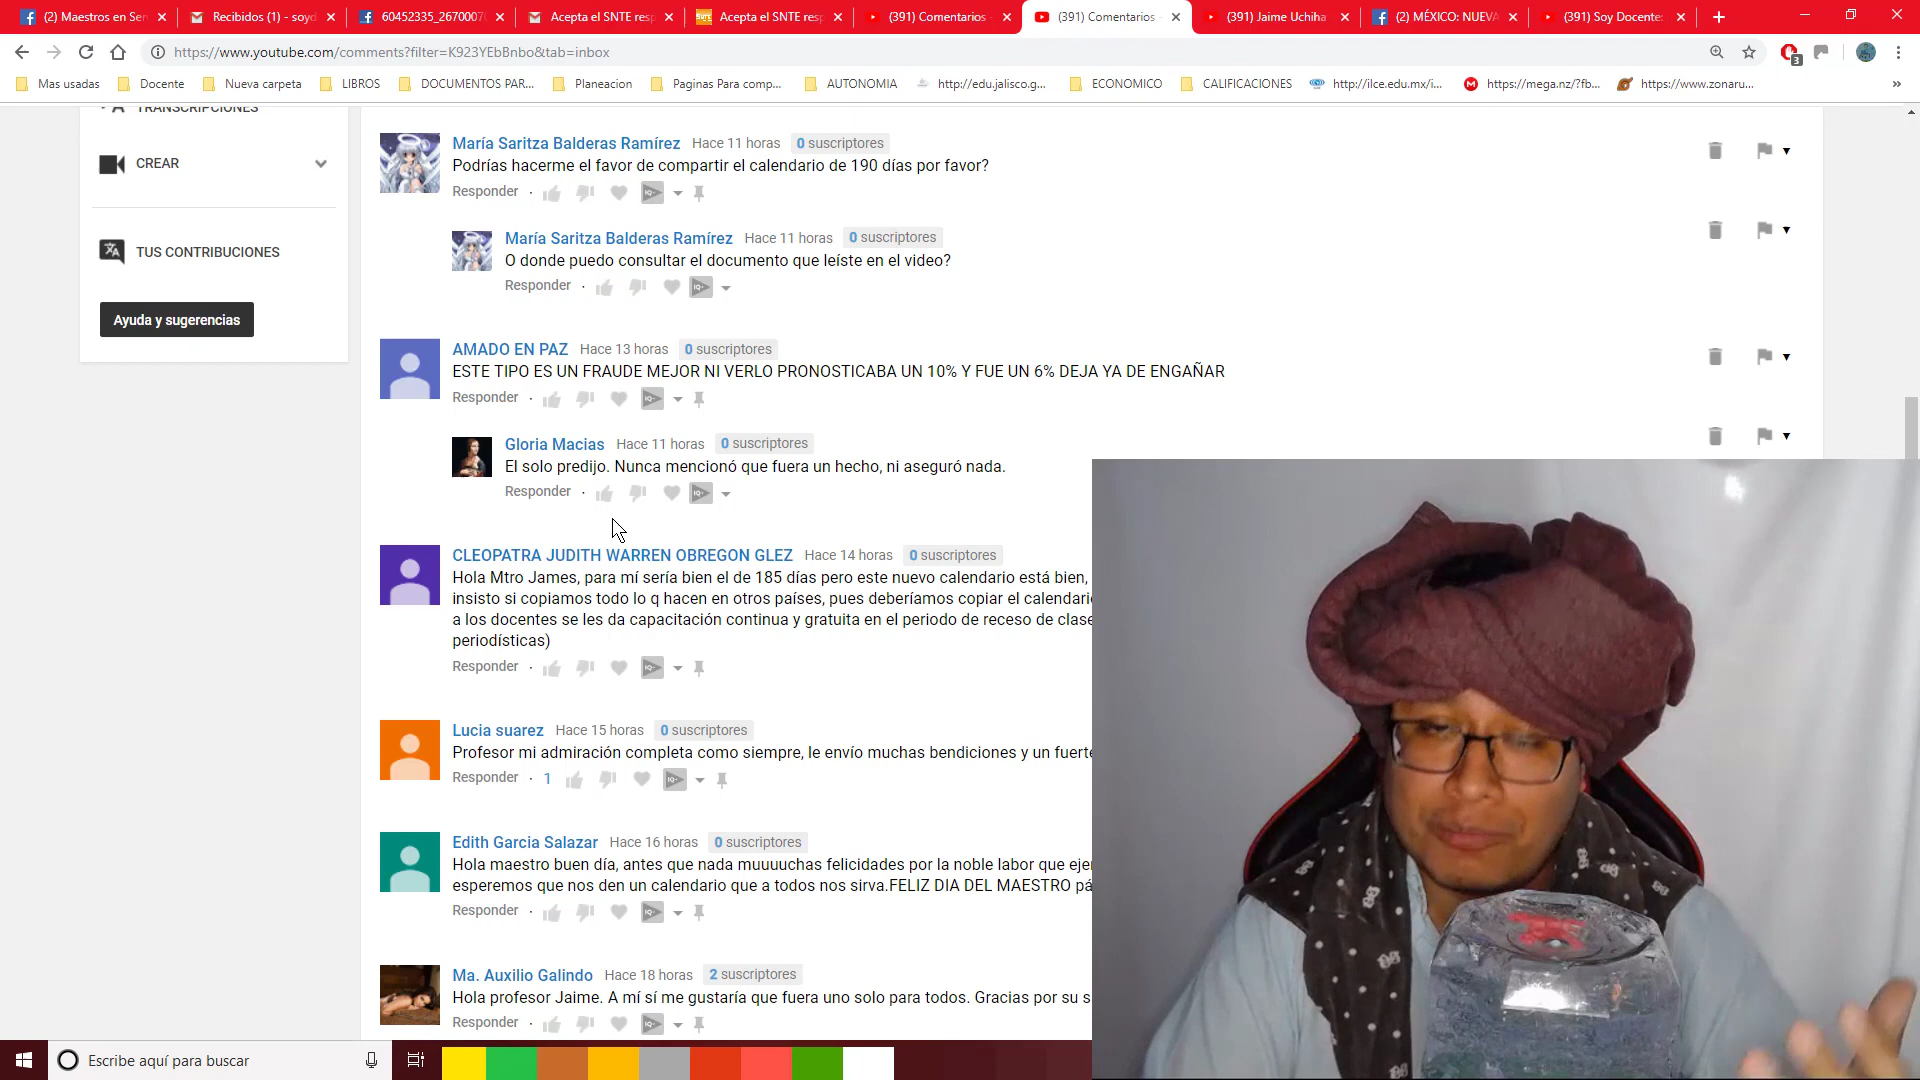 (2) Maestros en Ser
Recibidos (1) - soyd
60452335_2670007
Acepta el SNTE resp
Acepta el SNTE resp
(391) Comentarios
(391) Comentarios
(391) Jaime Uchiha
(2) MÉXICO: NUEVA
(391) Soy Docente:
https://www.youtube.com/comments?filter=K923YEbBnbo&tab=inbox
3
Mas usadas
Docente
Nueva carpeta
LIBROS
DOCUMENTOS PAR...
Planeacion
Paginas Para comp...
AUTONOMIA
http://edu.jalisco.g...
ECONOMICO
CALIFICACIONES
http://ilce.edu.mx/i...
https://mega.nz/?fb...
https://www.zonaru...
TRANSCRIPCIONES
CREAR
TUS CONTRIBUCIONES
Ayuda y sugerencias
María Saritza Balderas Ramírez Hace 11 horas 0 suscriptores
Podrías hacerme el favor de compartir el calendario de 190 días por favor?
Responder
María Saritza Balderas Ramírez Hace 11 horas 0 suscriptores
O donde puedo consultar el documento que leíste en el video?
Responder
AMADO EN PAZ Hace 13 horas 0 suscriptores
ESTE TIPO ES UN FRAUDE MEJOR NI VERLO PRONOSTICABA UN 10% Y FUE UN 6% DEJA YA DE ENGAÑAR
Responder
Gloria Macias Hace 11 horas 0 suscriptores
El solo predijo. Nunca mencionó que fuera un hecho, ni aseguró nada.
Responder
CLEOPATRA JUDITH WARREN OBREGON GLEZ Hace 14 horas 0 suscriptores
Hola Mtro James, para mí sería bien el de 185 días pero este nuevo calendario está bien,
insisto si copiamos todo lo q hacen en otros países, pues deberíamos copiar el calendario
a los docentes se les da capacitación continua y gratuita en el periodo de receso de clase
periodísticas)
Responder
Lucia suarez Hace 15 horas 0 suscriptores
Profesor mi admiración completa como siempre, le envío muchas bendiciones y un fuerte
Responder · 1
Edith Garcia Salazar Hace 16 horas 0 suscriptores
Hola maestro buen día, antes que nada muuuuchas felicidades por la noble labor que ejer
esperemos que nos den un calendario que a todos nos sirva.FELIZ DIA DEL MAESTRO pá
Responder
Ma. Auxilio Galindo Hace 18 horas 2 suscriptores
Hola profesor Jaime. A mí sí me gustaría que fuera uno solo para todos. Gracias por su s
Responder
Escribe aquí para buscar